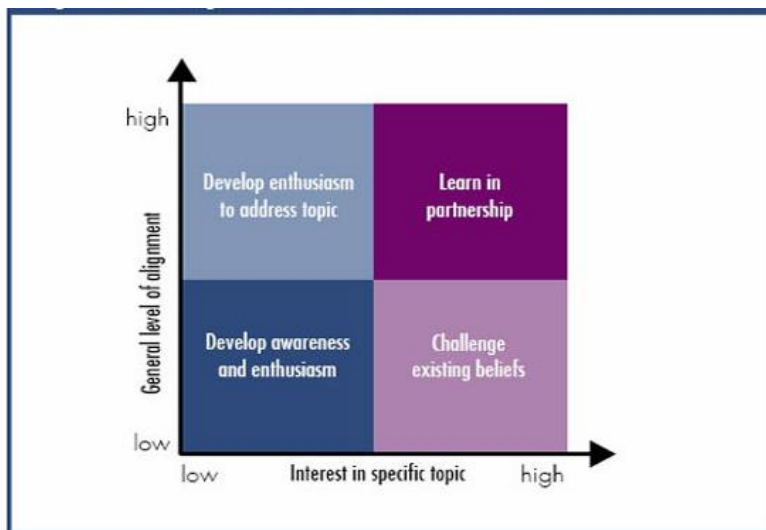 high
Develop enthusiasm
to address topic
Learn in
partnership
General level of alignment
Develop awareness
and enthusiasm
Challenge
existing beliefs
low
low
Interest in specific topic
high